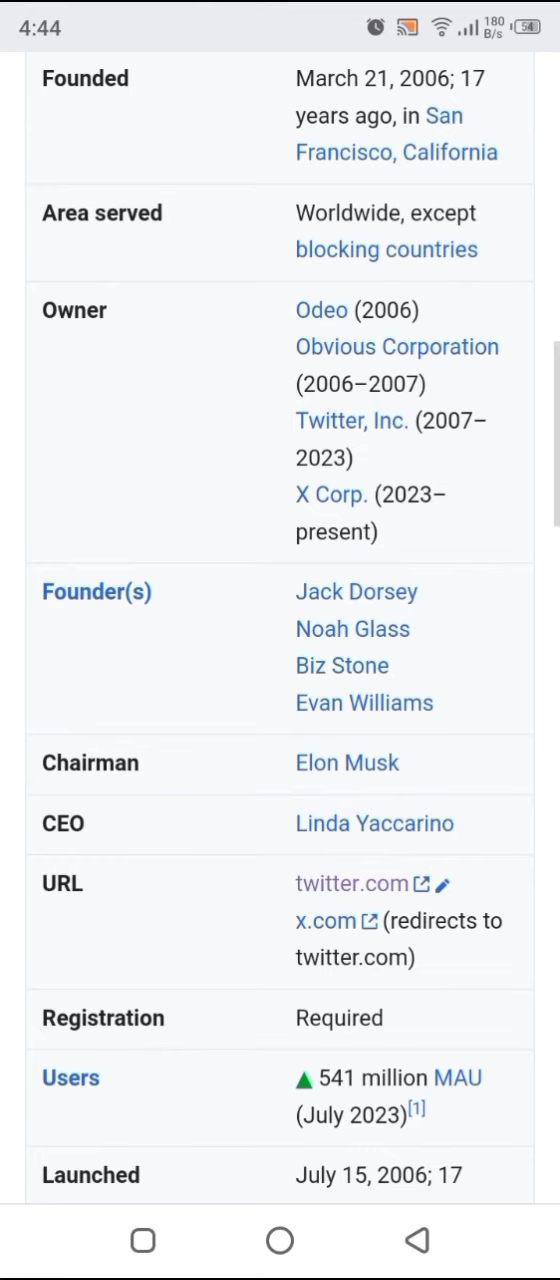 4:44 180 B/s 54
Founded March 21, 2006; 17
years ago, in San
Francisco, California
Area served Worldwide, except
blocking countries
Owner Odeo (2006)
Obvious Corporation
(2006–2007)
Twitter, Inc. (2007–
2023)
X Corp. (2023–
present)
Founder(s) Jack Dorsey
Noah Glass
Biz Stone
Evan Williams
Chairman Elon Musk
CEO Linda Yaccarino
URL twitter.com
x.com (redirects to
twitter.com)
Registration Required
Users ▲ 541 million MAU
(July 2023)[1]
Launched July 15, 2006; 17